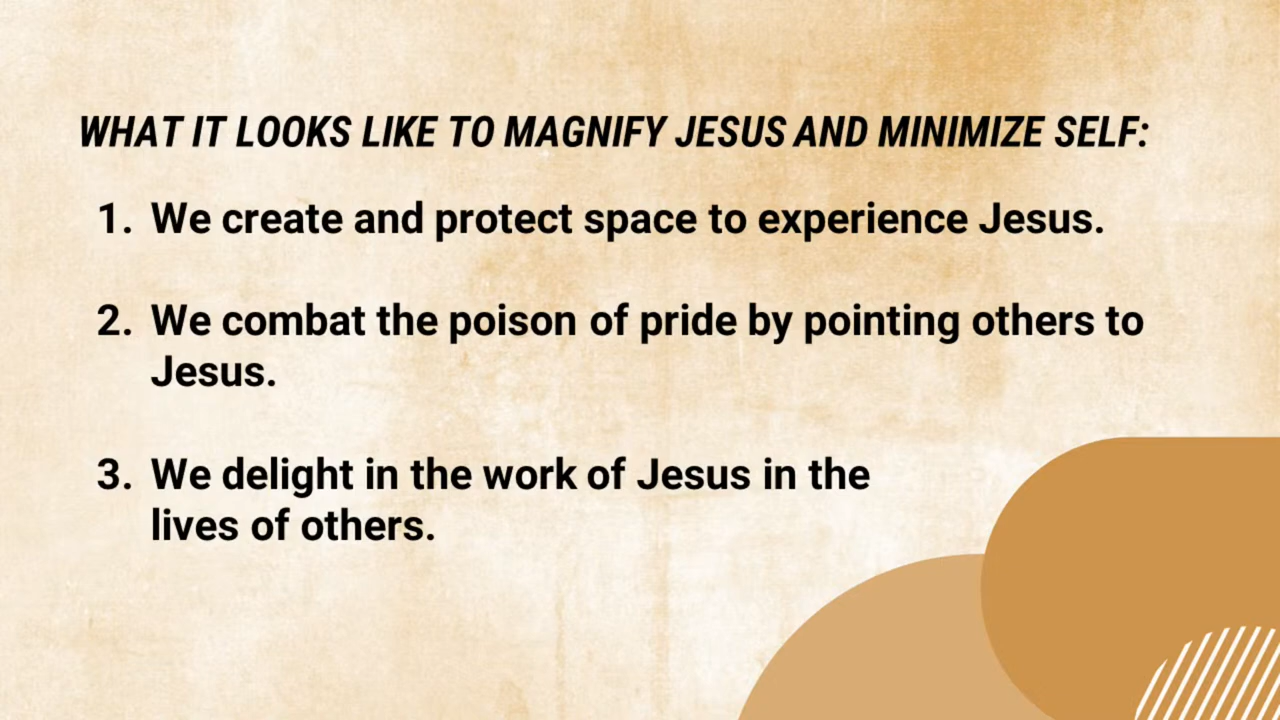 WHAT IT LOOKS LIKE TO MAGNIFY JESUS AND MINIMIZE SELF:
1. We create and protect space to experience Jesus.
2. We combat the poison of pride by pointing others to
Jesus.
3. We delight in the work of Jesus in the
lives of others.